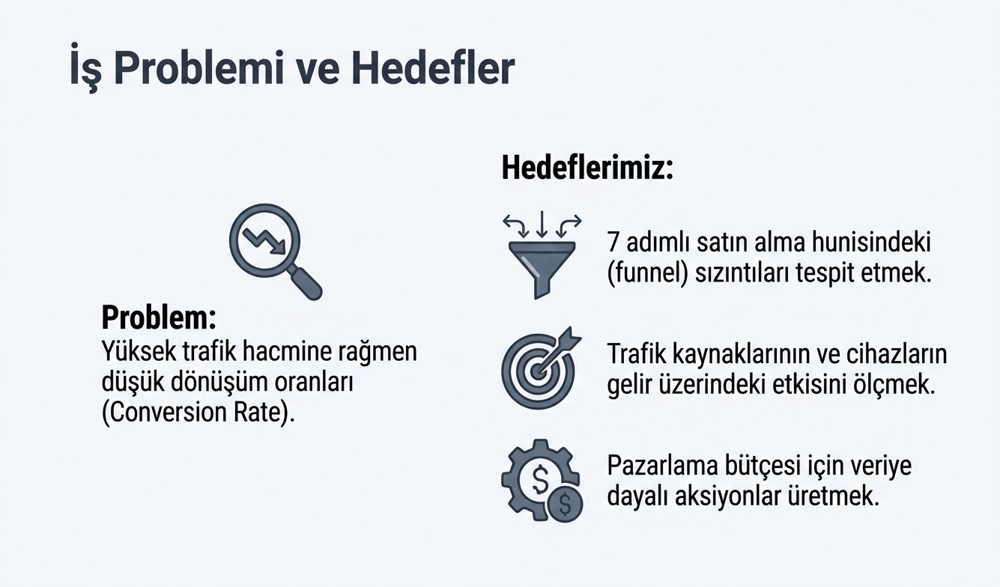 İş Problemi ve Hedefler
Problem:
Yüksek trafik hacmine rağmen
düşük dönüşüm oranları
(Conversion Rate).
Hedeflerimiz:
7 adımlı satın alma hunisindeki
(funnel) sızıntıları tespit etmek.
Trafik kaynaklarının ve cihazların
gelir üzerindeki etkisini ölçmek.
$
$
Pazarlama bütçesi için veriye
dayalı aksiyonlar üretmek.